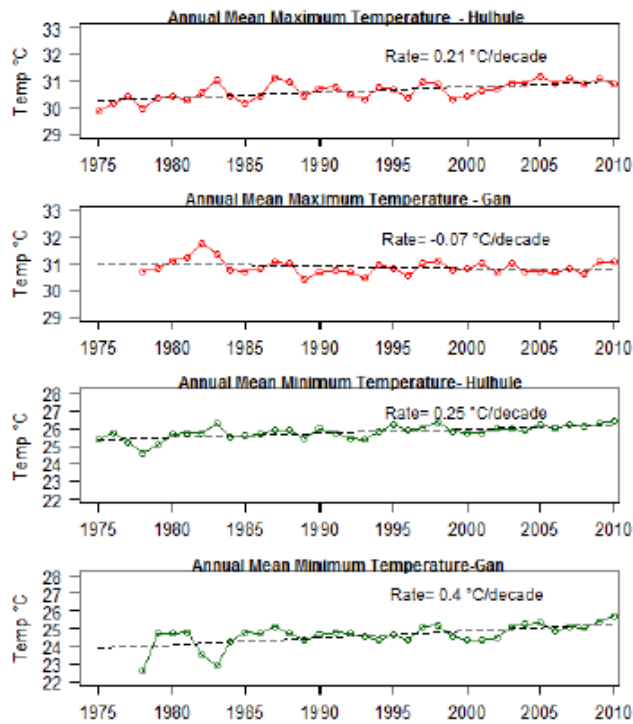 Annual Mean Maximum Temperature - Hulhule
Rate= 0.21 °C/decade
Temp °C
33
32
31
30
29
1975 1980 1985 1990 1995 2000 2005 2010
Annual Mean Maximum Temperature - Gan
Rate= -0.07 °C/decade
Temp °C
33
32
31
30
29
1975 1980 1985 1990 1995 2000 2005 2010
Annual Mean Minimum Temperature- Hulhule
Rate= 0.25 °C/decade
Temp °C
28
27
26
25
24
23
22
1975 1980 1985 1990 1995 2000 2005 2010
Annual Mean Minimum Temperature-Gan
Rate= 0.4 °C/decade
Temp °C
28
27
26
25
24
23
22
1975 1980 1985 1990 1995 2000 2005 2010